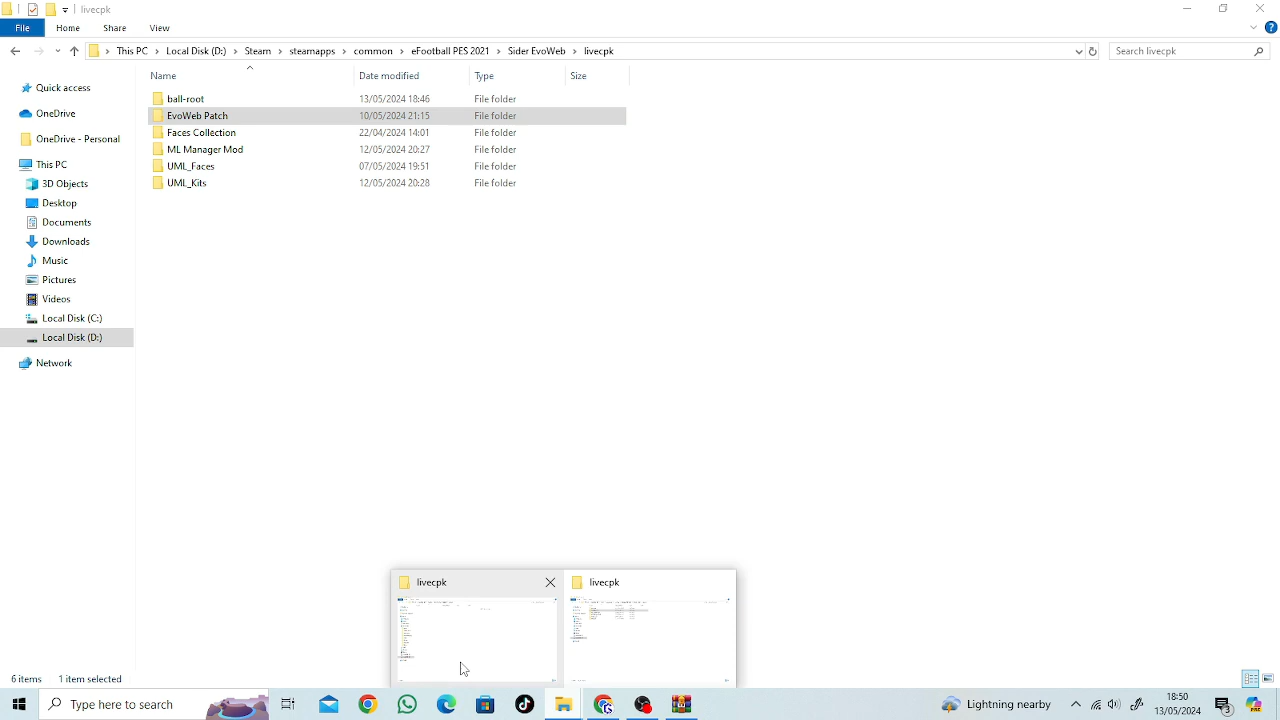 livecpk
File Home Share View
This PC Local Disk (D:) Steam steamapps common eFootball PES 2021 Sider EvoWeb livecpk Search livecpk
Name Date modified Type Size
Quick access
OneDrive
OneDrive - Personal
This PC
3D Objects
Desktop
Documents
Downloads
Music
Pictures
Videos
Local Disk (C:)
Local Disk (D:)
Network
ball-root 13/05/2024 18:46 File folder
EvoWeb Patch 10/05/2024 21:15 File folder
Faces Collection 22/04/2024 14:01 File folder
ML Manager Mod 12/05/2024 20:27 File folder
UML_Faces 07/05/2024 19:51 File folder
UML_Kits 12/05/2024 20:28 File folder
livecpk livecpk
6 items 1 item selected
Type here to search Lightning nearby 18:50
13/05/2024
3